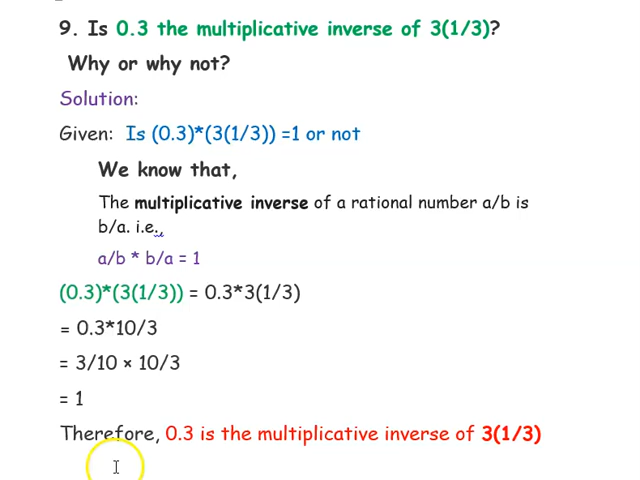 9. Is 0.3 the multiplicative inverse of 3(1/3)?
Why or why not?
Solution:
Given: Is (0.3)*(3(1/3)) =1 or not
We know that,
The multiplicative inverse of a rational number a/b is
b/a. i.e.,
a/b * b/a = 1
(0.3)*(3(1/3)) = 0.3*3(1/3)
= 0.3*10/3
= 3/10 × 10/3
= 1
Therefore, 0.3 is the multiplicative inverse of 3(1/3)